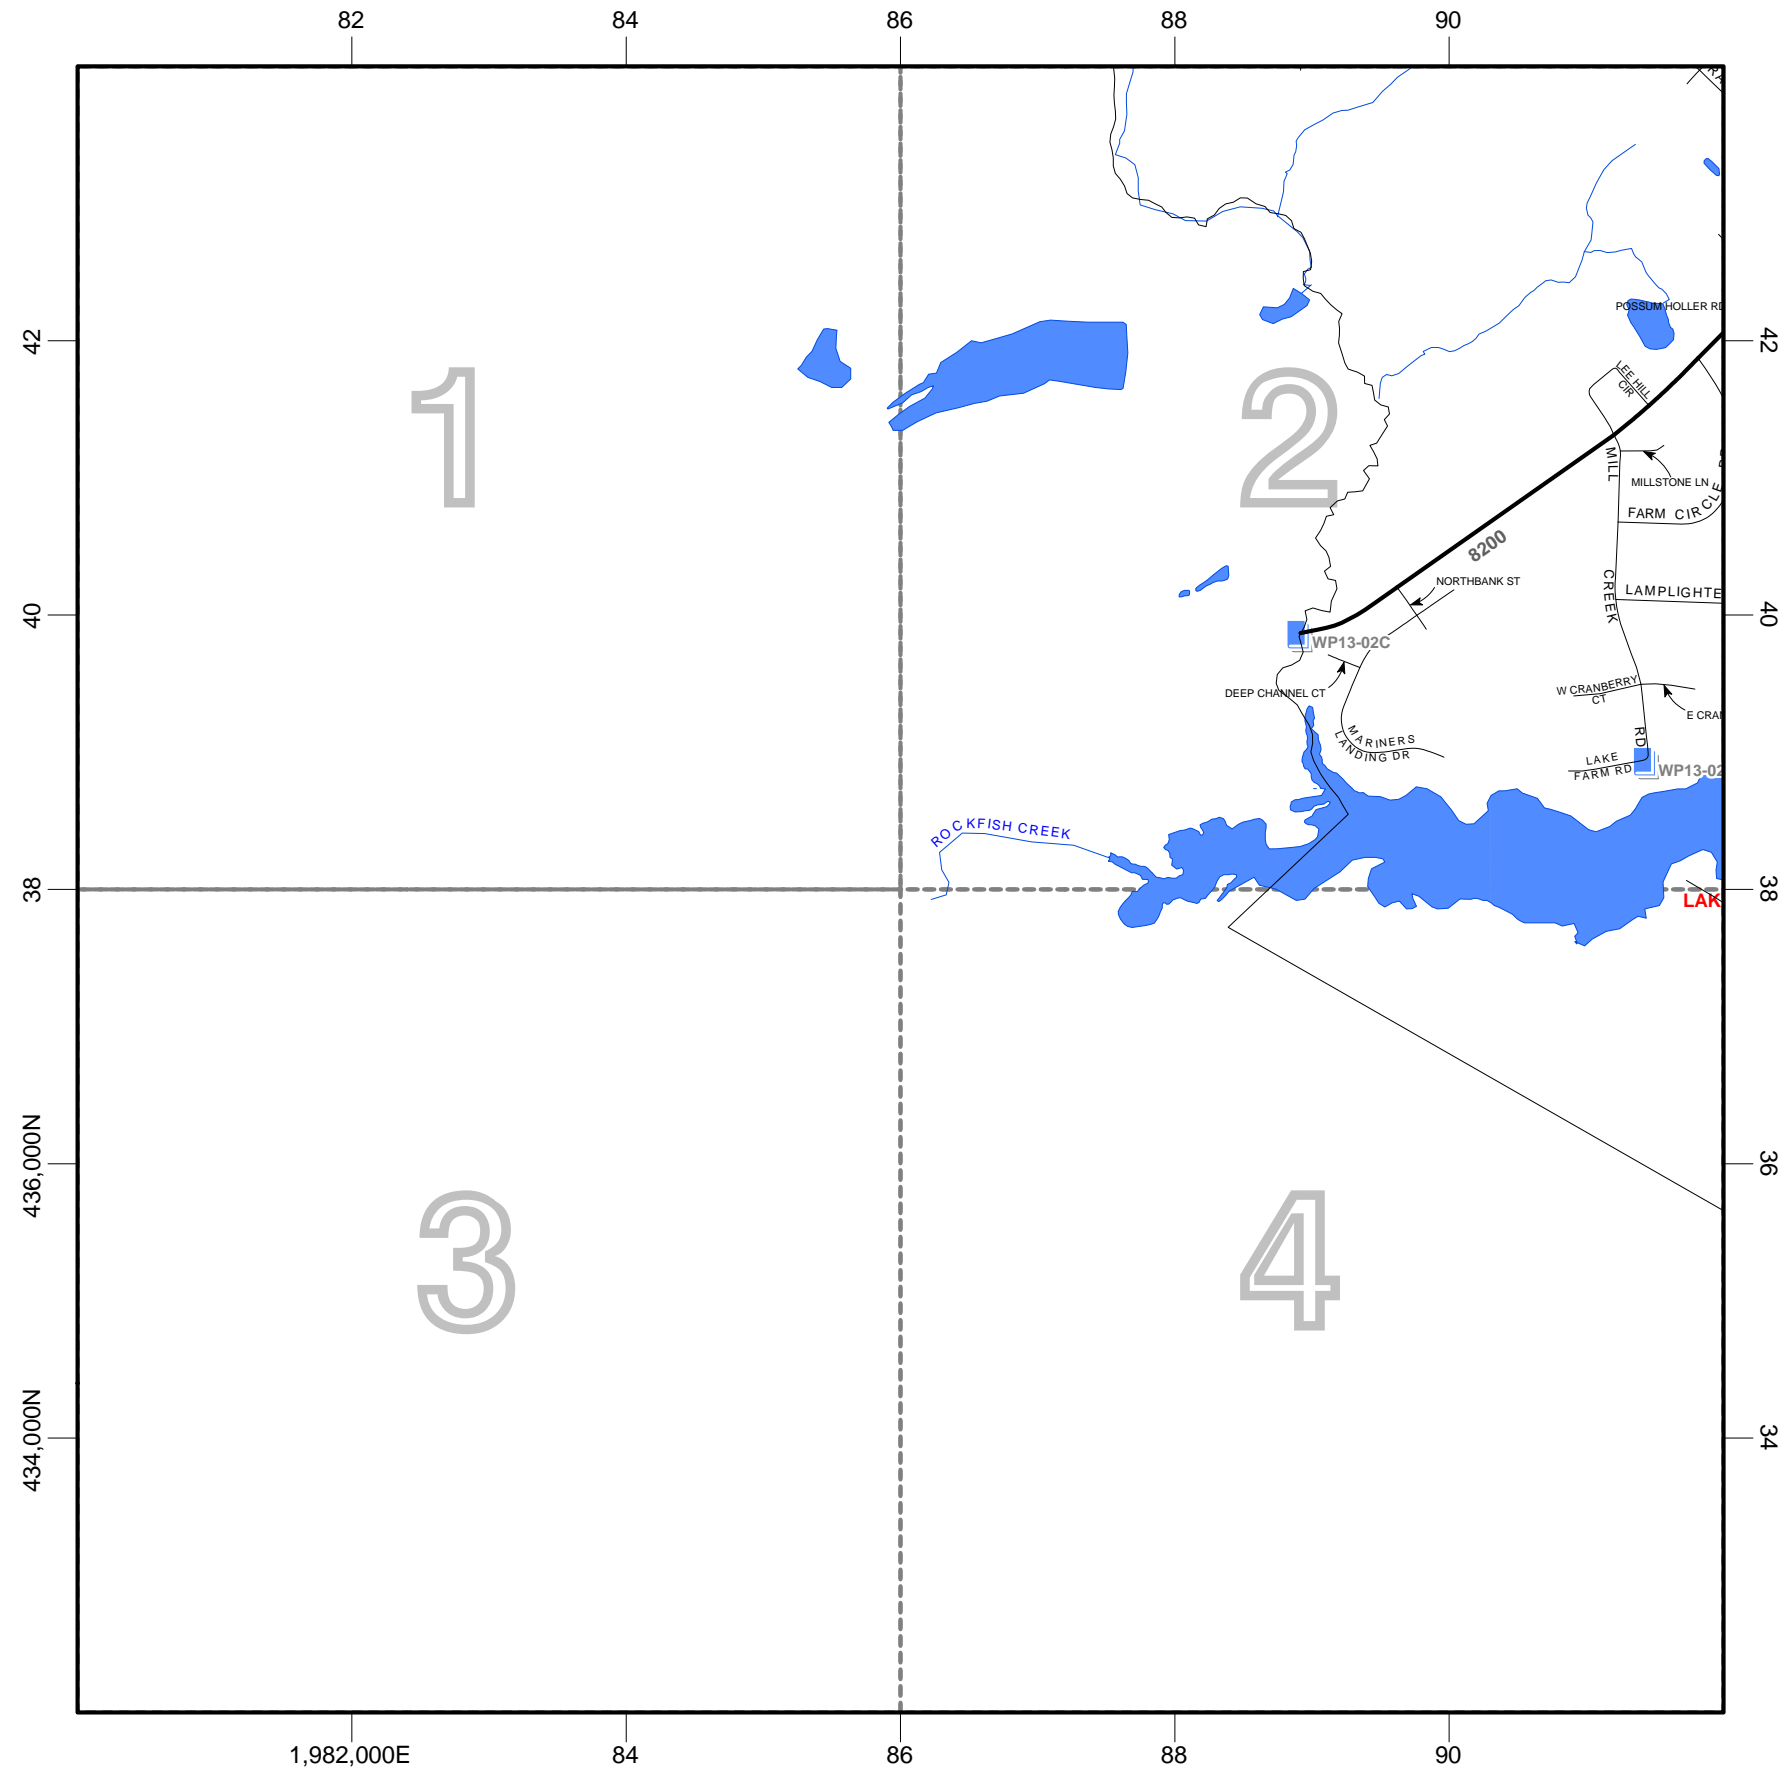 82
84
86
88
90
42
42
POSSUM HOLLER RD
LEE HILL
CIR
1
2
MILL
MILLSTONE LN
FARM CIRCLE
8200
NORTHBANK ST
CREEK
LAMPLIGHTE
40
40
WP13-02C
DEEP CHANNEL CT
W CRANBERRY
CT
E CRA
MARINERS
LANDING DR
RD
LAKE
FARM RD
WP13-02
ROCKFISH CREEK
38
38
LAK
436,000N
36
3
4
434,000N
34
1,982,000E
84
86
88
90